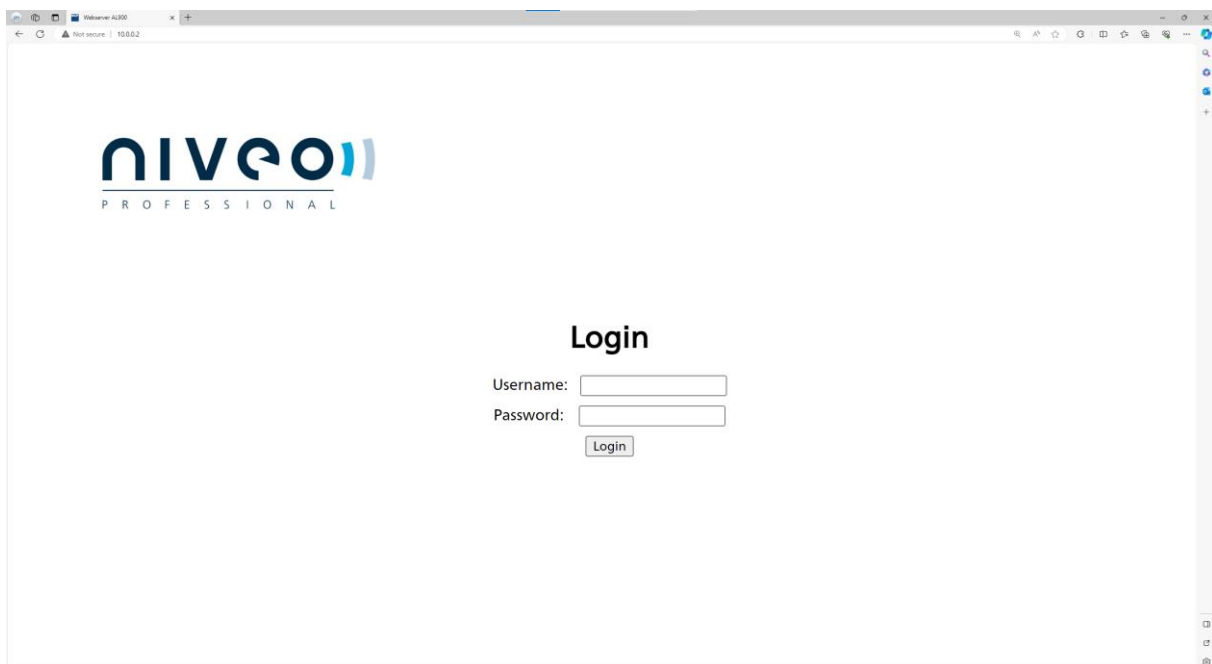 Webserver AL300
Not secure | 10.0.0.2
niveo
PROFESSIONAL
Login
Username:
Password:
Login